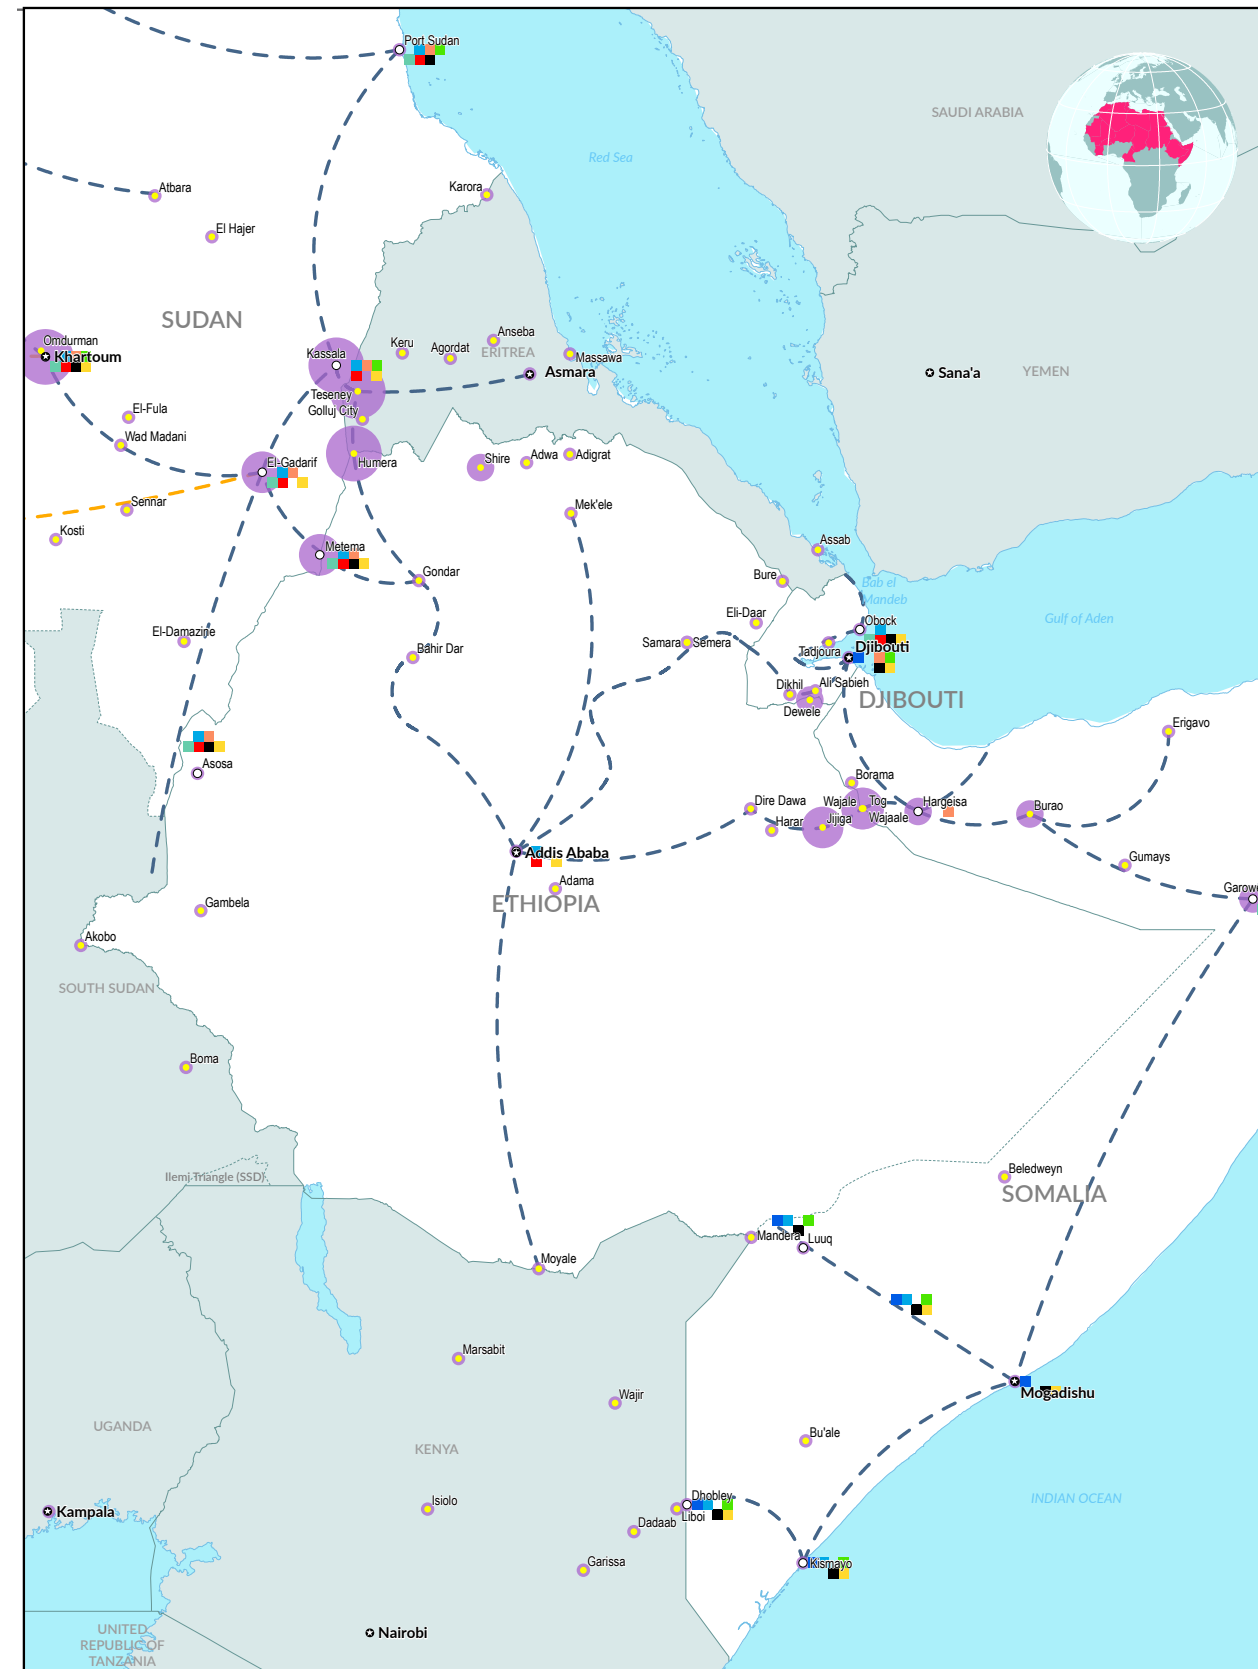 Port Sudan
SAUDI ARABIA
Red Sea
Atbara
Karora
El Hajer
SUDAN
Omdurman
Khartoum
Kassala
Keru
Agordat
Anseba
ERITREA
Massawa
Asmara
Sana'a
YEMEN
Teseney
Golluj City
El-Fula
Wad Madani
El-Gadarif
Humera
Shire
Adwa
Adigrat
Sennar
Mek'ele
Kosti
Metema
Assab
Gondar
Bure
Bab el
Mandeb
Eli-Daar
Obock
Gulf of Aden
El-Damazine
Bahir Dar
Samara
Semera
Tadjoura
Djibouti
Dikhil
Ali Sabieh
Dewele
DJIBOUTI
Erigavo
Asosa
Borama
Dire Dawa
Wajale
Tog
Wajaale
Hargeisa
Burao
Harar
Jijiga
Addis Ababa
Gumays
Adama
ETHIOPIA
Garowe
Gambela
Akobo
SOUTH SUDAN
Boma
Ilemi Triangle (SSD)
Beledweyn
SOMALIA
Mandera
Luuq
Moyale
Marsabit
Wajir
Mogadishu
UGANDA
KENYA
Bu'ale
Kampala
Isiolo
Dhobley
Liboi
INDIAN OCEAN
Dadaab
Garissa
Kismayo
Nairobi
UNITED
REPUBLIC OF
TANZANIA